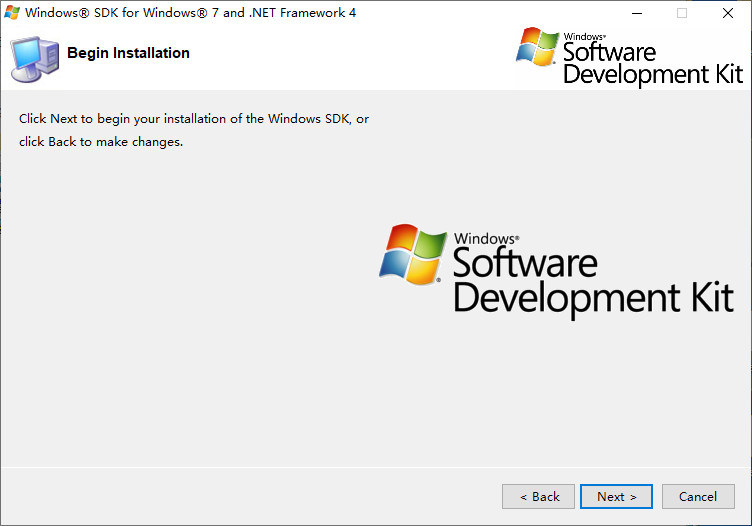 Windows® SDK for Windows® 7 and .NET Framework 4
Begin Installation
Windows®
Software
Development Kit
Click Next to begin your installation of the Windows SDK, or
click Back to make changes.
Windows®
Software
Development Kit
< Back
Next >
Cancel